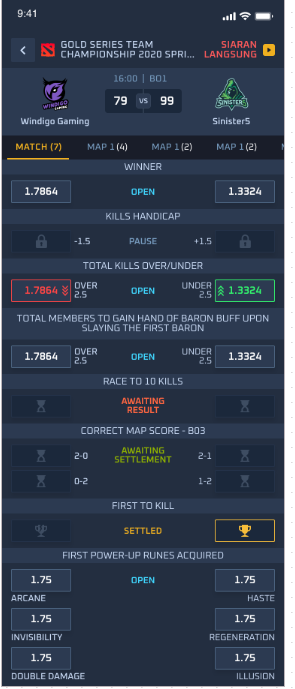 9:41
GOLD SERIES TEAM
CHAMPIONSHIP 2020 SPRI...
SIARAN
LANGSUNG
16:00 | BO1
WINDIGO
GAMING
79 VS 99
SINISTER5
Windigo Gaming
Sinister5
MATCH (7) MAP 1 (4) MAP 1 (2) MAP 1 (2)
WINNER
1.7864 OPEN 1.3324
KILLS HANDICAP
-1.5 PAUSE +1.5
TOTAL KILLS OVER/UNDER
1.7864 OVER 2.5 OPEN UNDER 2.5 1.3324
TOTAL MEMBERS TO GAIN HAND OF BARON BUFF UPON
SLAYING THE FIRST BARON
1.7864 OVER 2.5 OPEN UNDER 2.5 1.3324
RACE TO 10 KILLS
AWAITING
RESULT
CORRECT MAP SCORE - BO3
2-0 AWAITING SETTLEMENT 2-1
0-2 1-2
FIRST TO KILL
SETTLED
FIRST POWER-UP RUNES ACQUIRED
1.75 OPEN 1.75
ARCANE HASTE
1.75 1.75
INVISIBILITY REGENERATION
1.75 1.75
DOUBLE DAMAGE ILLUSION